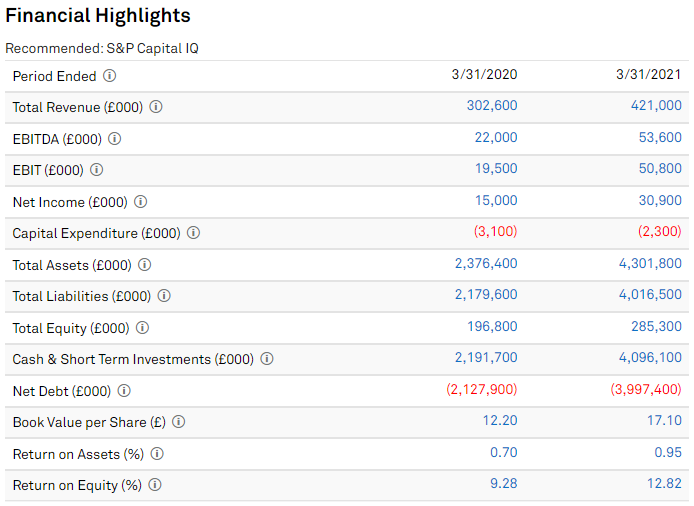 Financial Highlights
Recommended: S&P Capital IQ
Period Ended 3/31/2020 3/31/2021
Total Revenue (£000) 302,600 421,000
EBITDA (£000) 22,000 53,600
EBIT (£000) 19,500 50,800
Net Income (£000) 15,000 30,900
Capital Expenditure (£000) (3,100) (2,300)
Total Assets (£000) 2,376,400 4,301,800
Total Liabilities (£000) 2,179,600 4,016,500
Total Equity (£000) 196,800 285,300
Cash & Short Term Investments (£000) 2,191,700 4,096,100
Net Debt (£000) (2,127,900) (3,997,400)
Book Value per Share (£) 12.20 17.10
Return on Assets (%) 0.70 0.95
Return on Equity (%) 9.28 12.82